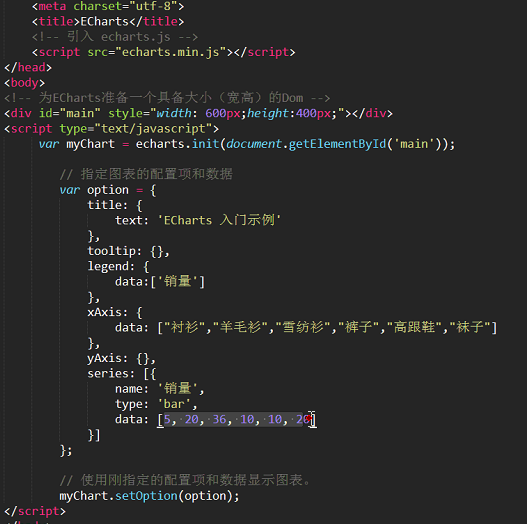 <meta charset="utf-8">
<title>ECharts</title>
<!-- 引入 echarts.js -->
<script src="echarts.min.js"></script>
</head>
<body>
<!-- 为ECharts准备一个具备大小（宽高）的Dom -->
<div id="main" style="width: 600px;height:400px;"></div>
<script type="text/javascript">
var myChart = echarts.init(document.getElementById('main'));
// 指定图表的配置项和数据
var option = {
title: {
text: 'ECharts 入门示例'
},
tooltip: {},
legend: {
data:['销量']
},
xAxis: {
data: ["衬衫","羊毛衫","雪纺衫","裤子","高跟鞋","袜子"]
},
yAxis: {},
series: [{
name: '销量',
type: 'bar',
data: [5, 20, 36, 10, 10, 20]
}]
};
// 使用刚指定的配置项和数据显示图表。
myChart.setOption(option);
</script>